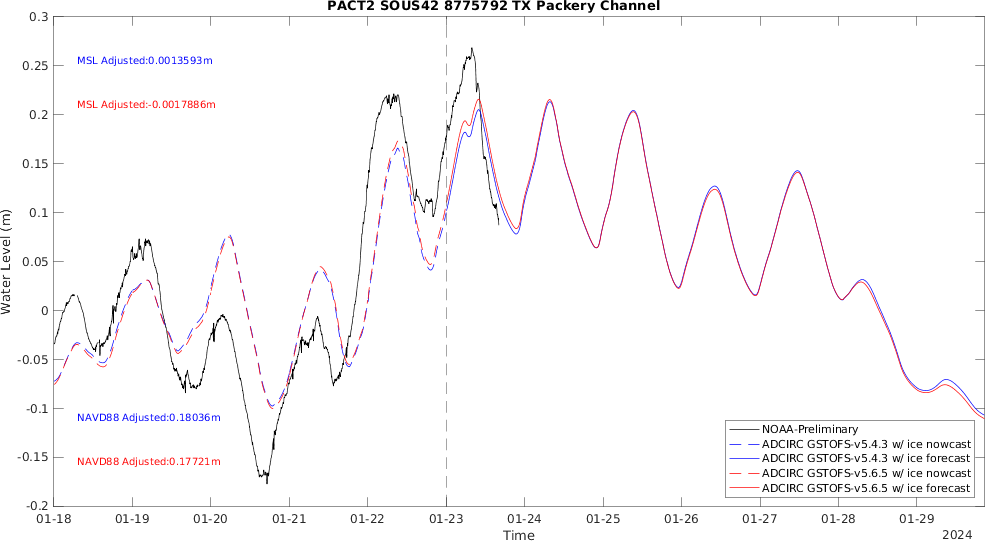 PACT2 SOUS42 8775792 TX Packery Channel
0.3
0.25
0.2
0.15
0.1
0.05
0
-0.05
-0.1
-0.15
-0.2
Water Level (m)
MSL Adjusted:0.0013593m
MSL Adjusted:-0.0017886m
NAVD88 Adjusted:0.18036m
NAVD88 Adjusted:0.17721m
NOAA-Preliminary
ADCIRC GSTOFS-v5.4.3 w/ ice nowcast
ADCIRC GSTOFS-v5.4.3 w/ ice forecast
ADCIRC GSTOFS-v5.6.5 w/ ice nowcast
ADCIRC GSTOFS-v5.6.5 w/ ice forecast
01-18 01-19 01-20 01-21 01-22 01-23 01-24 01-25 01-26 01-27 01-28 01-29
Time
2024